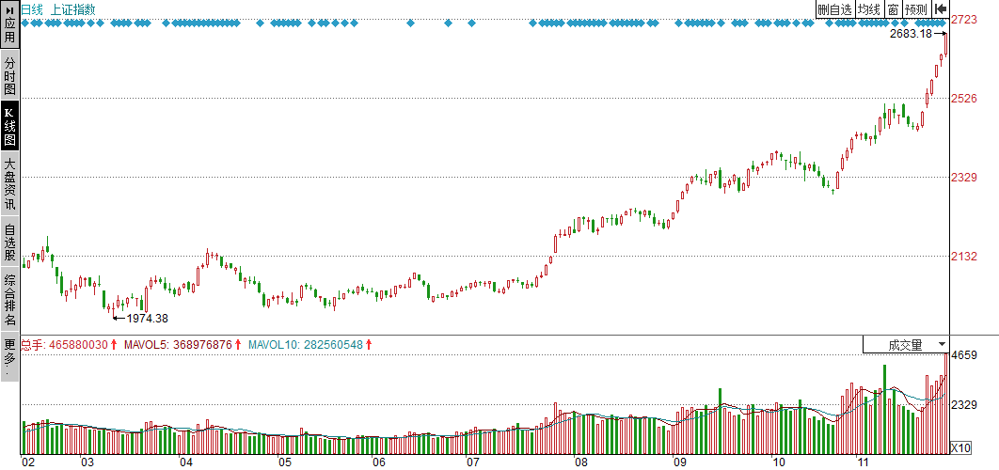 日线 上证指数
删自选 均线 窗 预测
应用
分时图
K线图
大盘资讯
自选股
综合排名
更多
2723
2683.18
2526
2329
2132
1974.38
总手: 465880030 MAVOL5: 368976876 MAVOL10: 282560548
成交量
4659
2329
X10
02 03 04 05 06 07 08 09 10 11